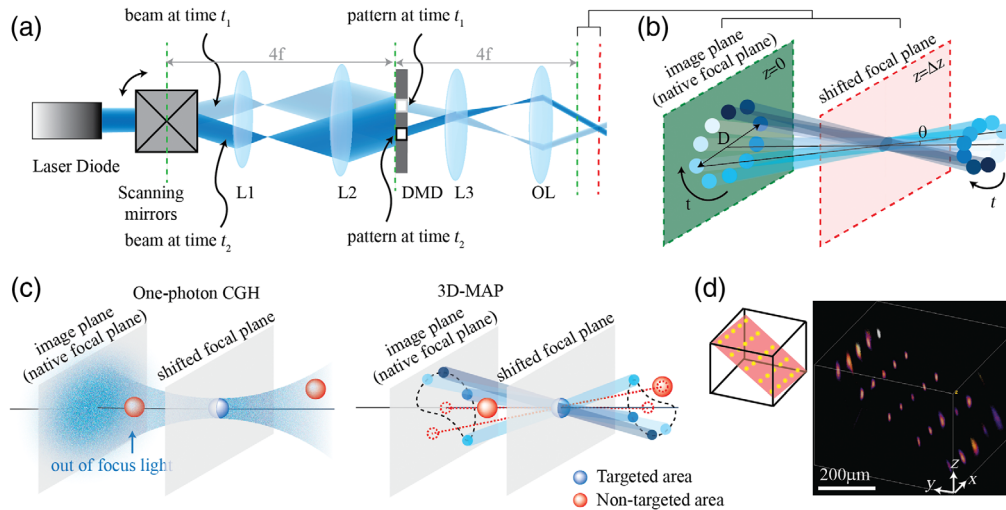 (a)
beam at time t1
pattern at time t1
4f
4f
Laser Diode
Scanning
mirrors
L1
L2
DMD
L3
OL
beam at time t2
pattern at time t2
(b)
image plane
(native focal plane)
z=0
shifted focal plane
z=Δz
D
θ
t
t
(c)
One-photon CGH
image plane
(native focal plane)
shifted focal plane
out of focus light
3D-MAP
image plane
(native focal plane)
shifted focal plane
Targeted area
Non-targeted area
(d)
200μm
z
y
x